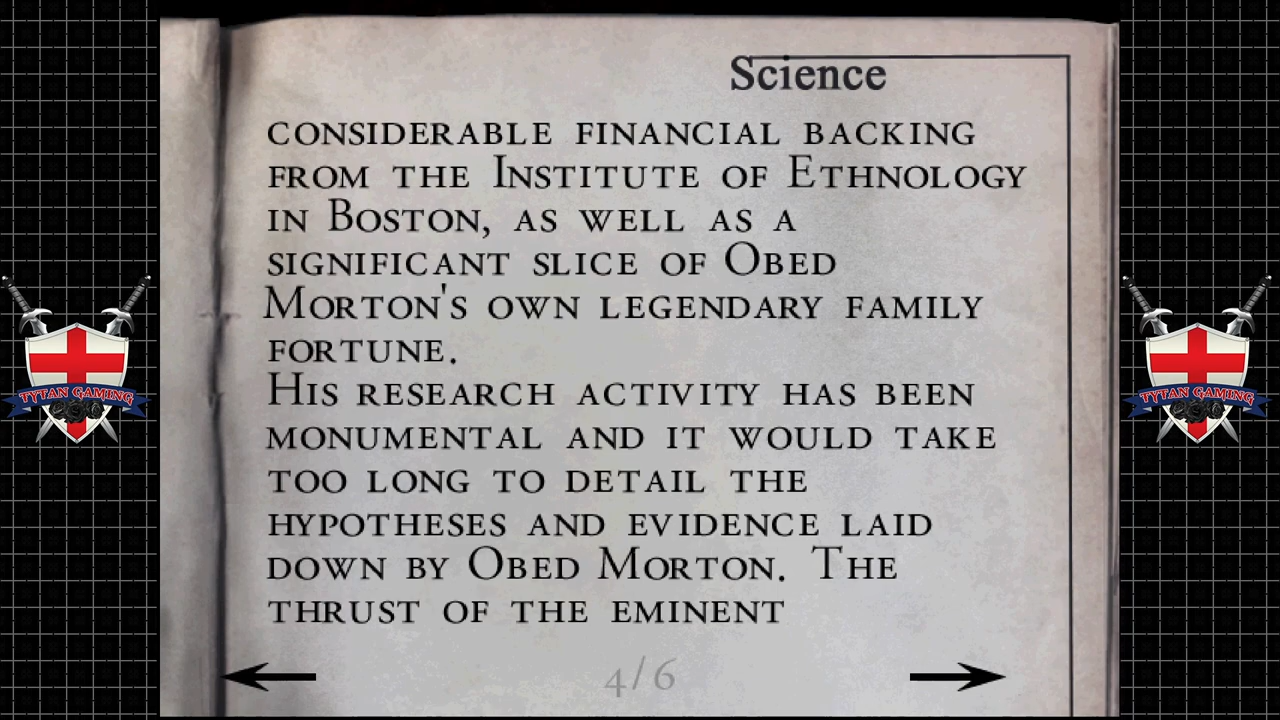 Science
CONSIDERABLE FINANCIAL BACKING
FROM THE INSTITUTE OF ETHNOLOGY
IN BOSTON, AS WELL AS A
SIGNIFICANT SLICE OF OBED
MORTON'S OWN LEGENDARY FAMILY
FORTUNE.
HIS RESEARCH ACTIVITY HAS BEEN
MONUMENTAL AND IT WOULD TAKE
TOO LONG TO DETAIL THE
HYPOTHESES AND EVIDENCE LAID
DOWN BY OBED MORTON. THE
THRUST OF THE EMINENT
4/6
TYTAN GAMING
TYTAN GAMING